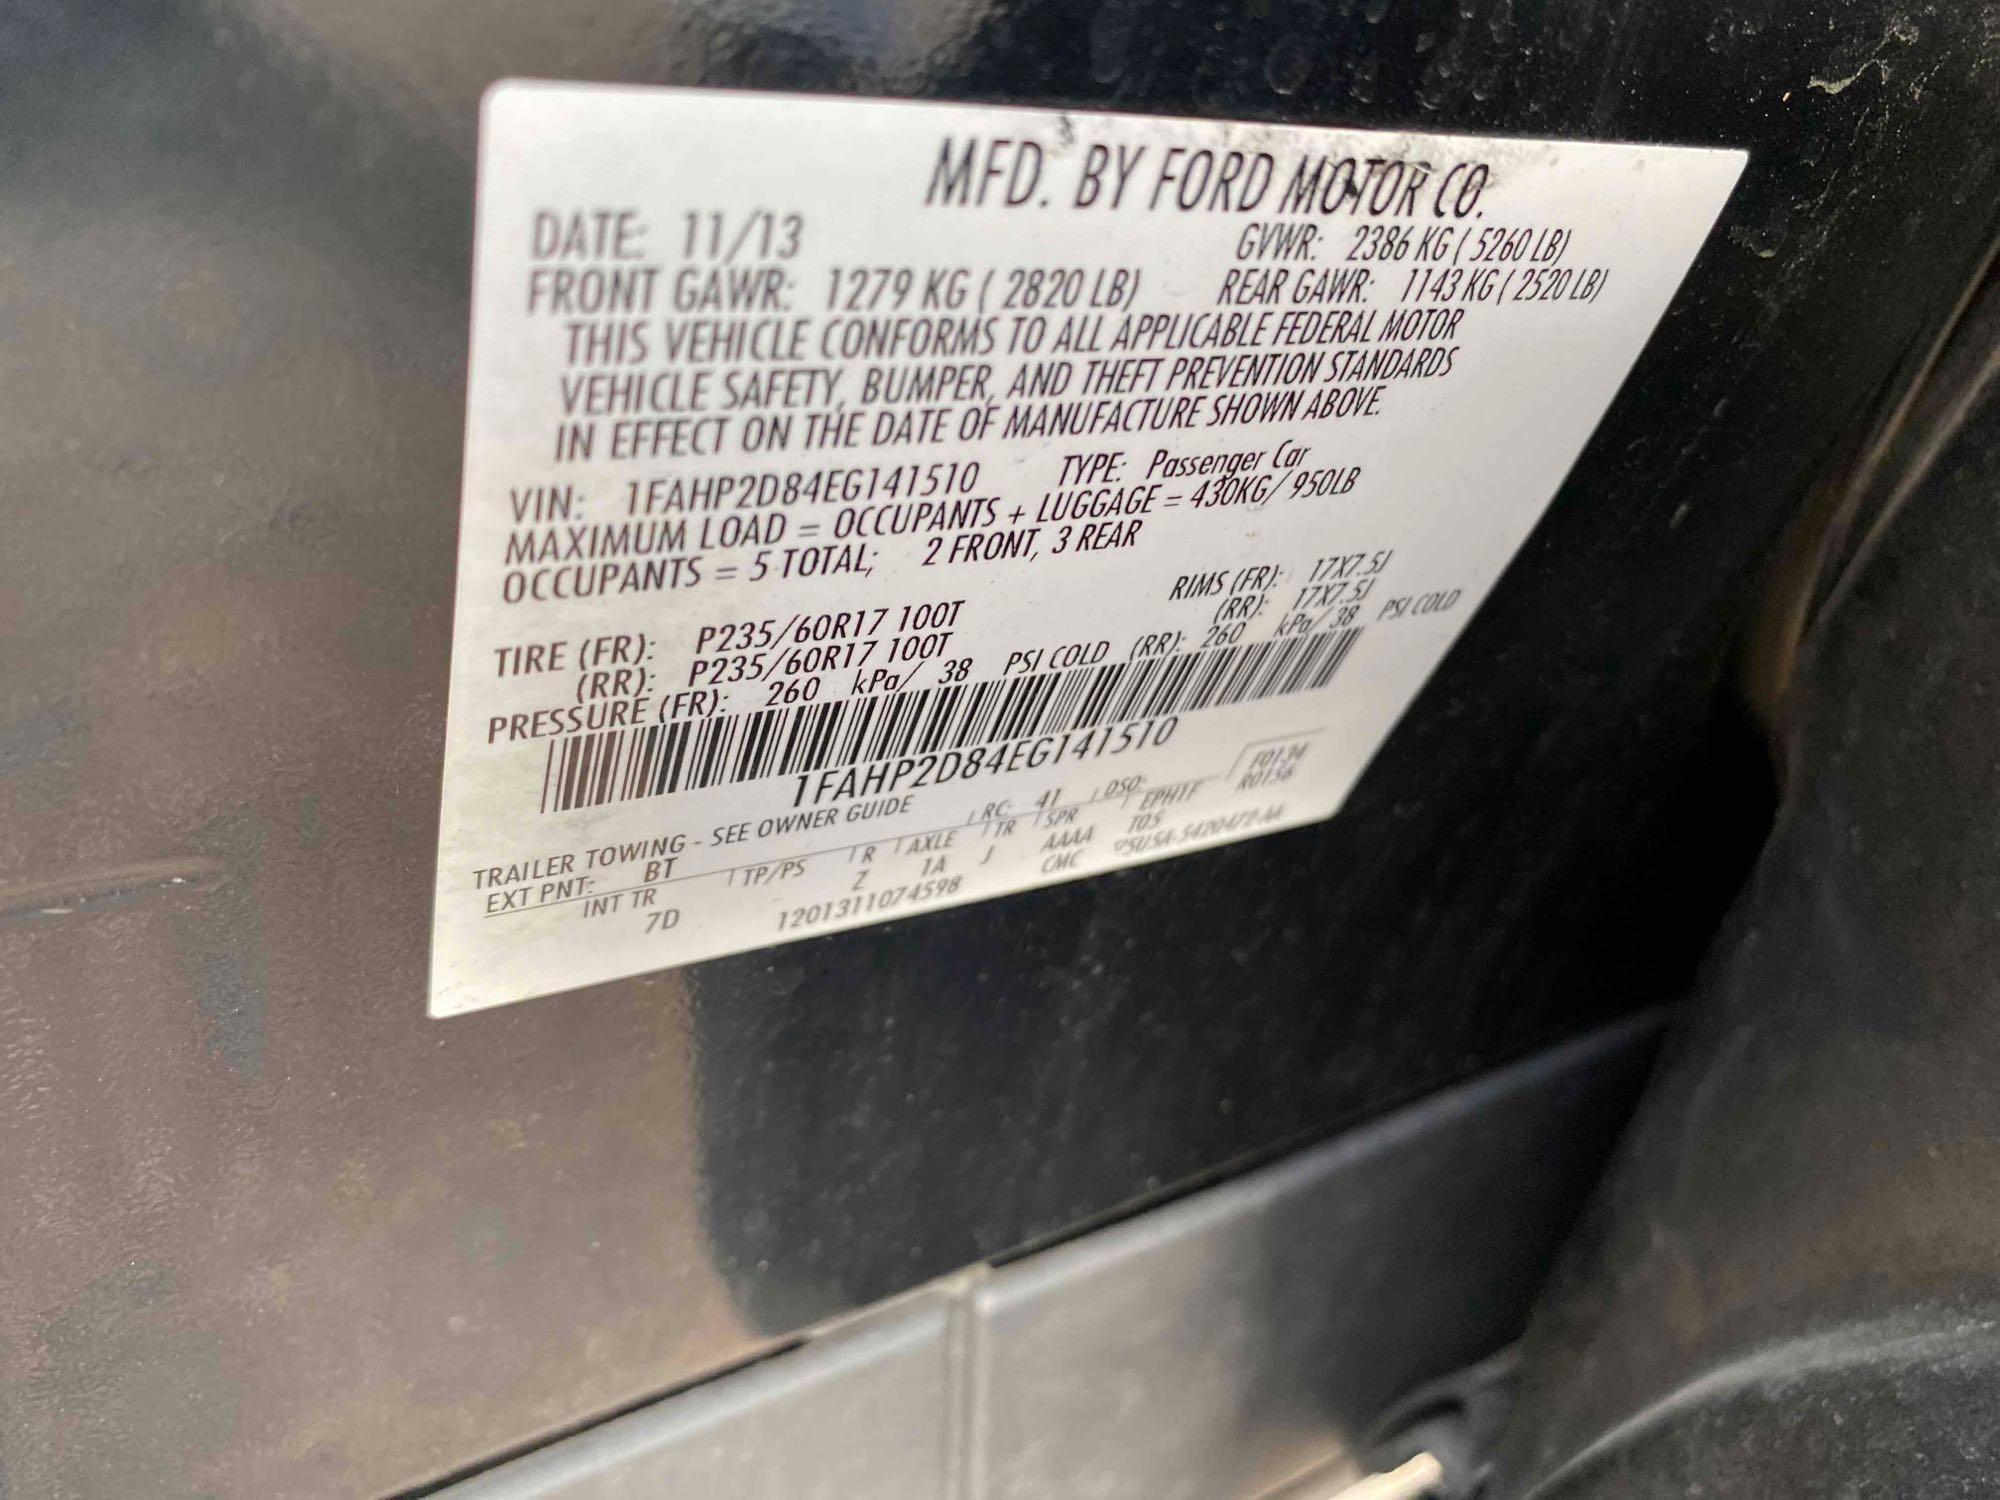 MFD. BY FORD MOTOR CO.
DATE: 11/13 GVWR: 2386 KG ( 5260 LB)
FRONT GAWR: 1279 KG ( 2820 LB) REAR GAWR: 1143 KG ( 2520 LB)
THIS VEHICLE CONFORMS TO ALL APPLICABLE FEDERAL MOTOR
VEHICLE SAFETY, BUMPER, AND THEFT PREVENTION STANDARDS
IN EFFECT ON THE DATE OF MANUFACTURE SHOWN ABOVE.
VIN: 1FAHP2D84EG141510 TYPE: Passenger Car
MAXIMUM LOAD = OCCUPANTS + LUGGAGE = 430KG/ 950LB
OCCUPANTS = 5 TOTAL; 2 FRONT, 3 REAR
TIRE (FR): P235/60R17 100T RIMS (FR): 17X7.5J
(RR): P235/60R17 100T (RR): 17X7.5J
PRESSURE (FR): 260 kPa/ 38 PSI COLD (RR): 260 kPa/ 38 PSI COLD
1FAHP2D84EG141510
TRAILER TOWING - SEE OWNER GUIDE RC: 41 DSO: R0156
EXT PNT: BT TP/PS R AXLE TR SPR EPHTF
INT TR Z 1A J AAAA TOS
7D 1201311074598 CMC